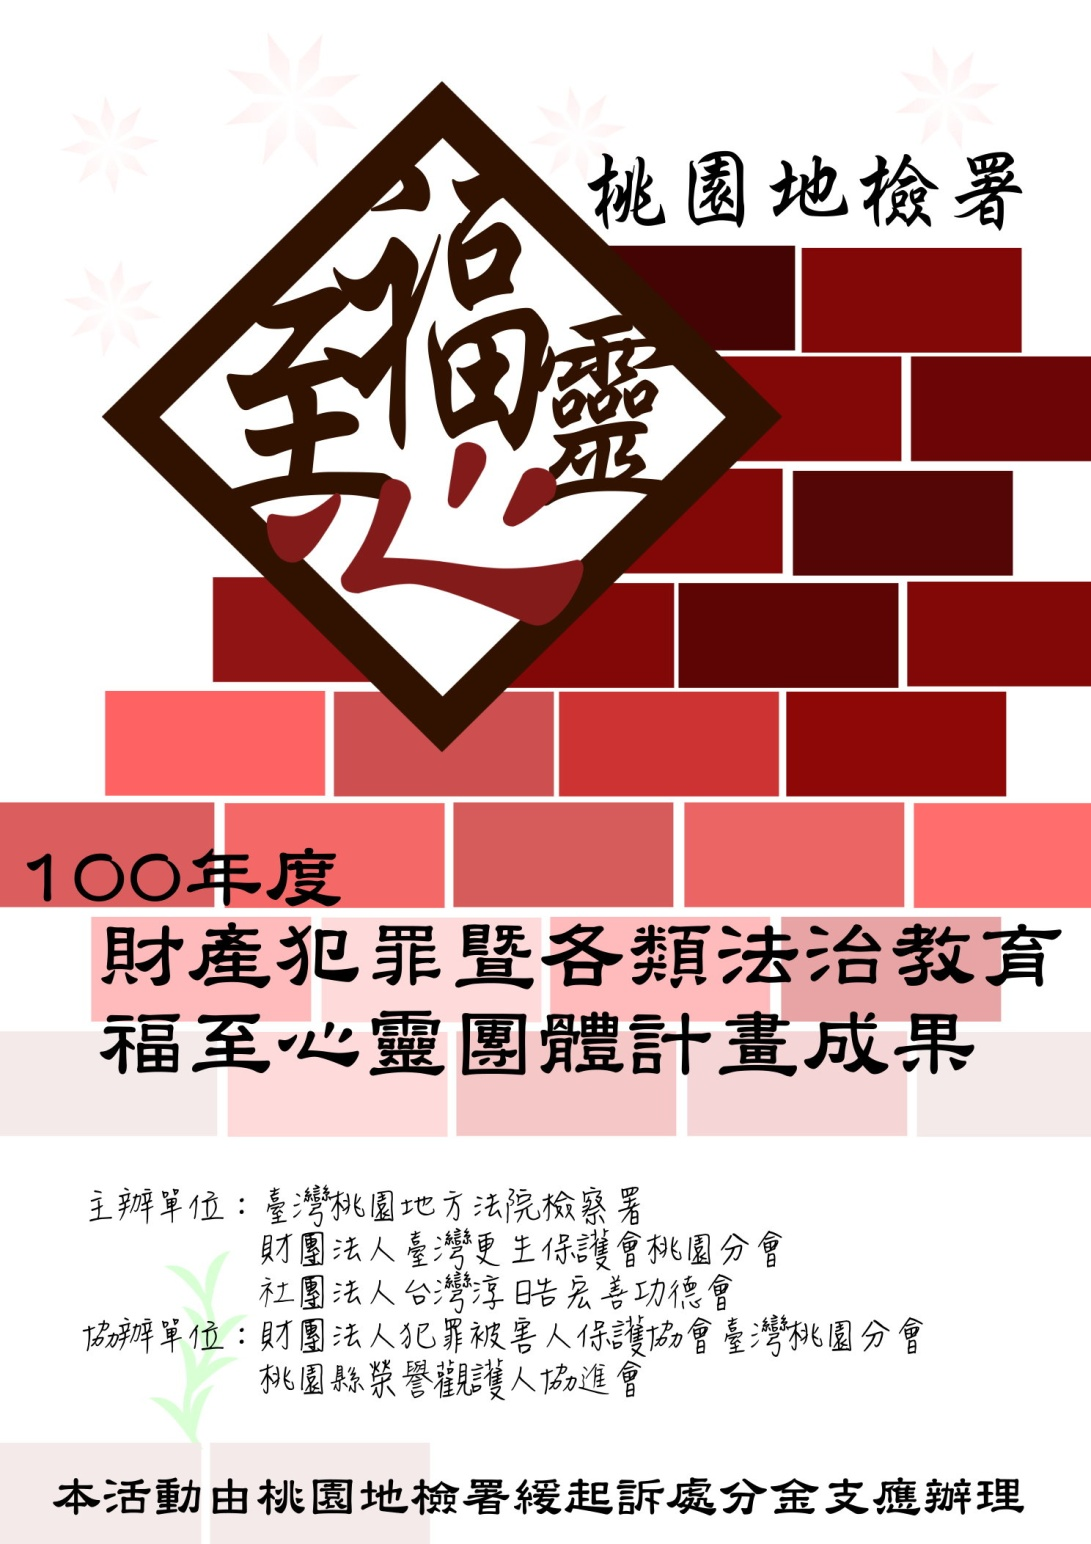 桃園地檢署
福至心靈
100年度
財產犯罪暨各類法治教育
福至心靈團體計畫成果
主辦單位：臺灣桃園地方法院檢察署
財團法人臺灣更生保護會桃園分會
社團法人台灣淳皓宏善功德會
協辦單位：財團法人犯罪被害人保護協會臺灣桃園分會
桃園縣榮譽觀護人協進會
本活動由桃園地檢署緩起訴處分金支應辦理